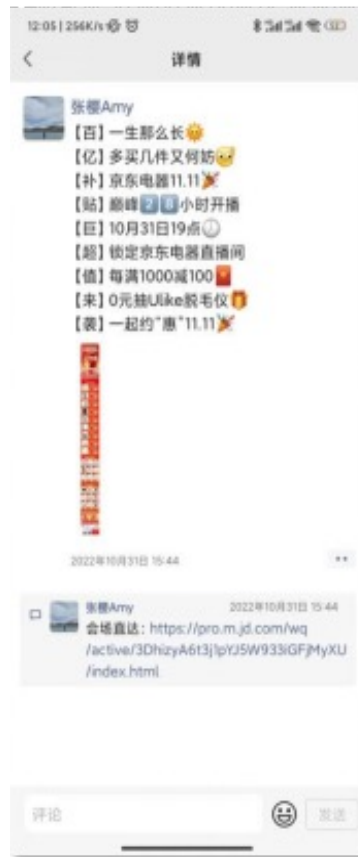 12:05 | 256K/s
详情
张樱Amy
【百】一生那么长🌞
【亿】多买几件又何妨🥳
【补】京东电器11.11🎉
【贴】巅峰2️⃣8️⃣小时开播
【巨】10月31日19点🕖
【超】锁定京东电器直播间
【值】每满1000减100🧧
【来】0元抽Ulike脱毛仪🎁
【袭】一起约"惠"11.11🎉
2022年10月31日 15:44
张樱Amy 2022年10月31日 15:44
会场直达: https://pro.m.jd.com/wq
/active/3DhizyA6t3j1pYJ5W933iGFjMyXU
/index.html
评论 发送